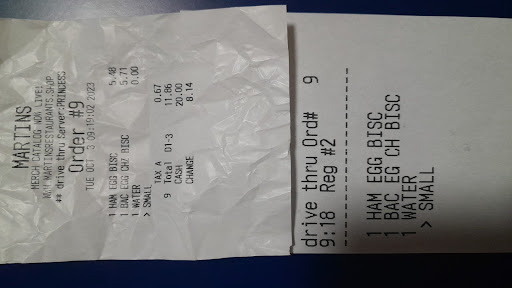 MARTINS
MERCH CATALOG NOW LIVE!
WWW.MARTINSRESTAURANTS.SHOP
** drive thru Server:PRINCESS
Order #9
TUE OCT 3 09:19:02 2023
1 HAM EGG BISC 5.48
1 BAC EGG CHZ BISC 5.71
1 WATER 0.00
> SMALL
TAX A 0.67
9 Total 01-3 11.86
CASH 20.00
CHANGE 8.14
drive thru Ord# 9
9:18 Reg #2
1 HAM EGG BISC
1 BAC EG CH BISC
1 WATER
> SMALL